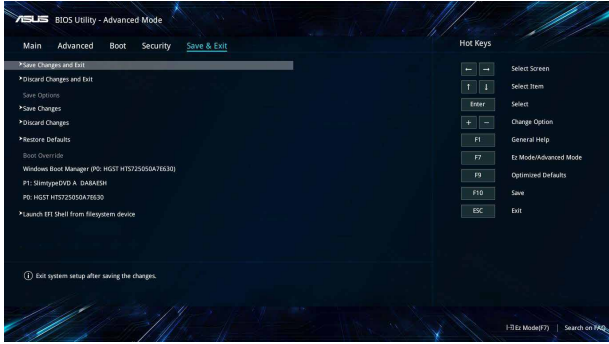 ASUS BIOS Utility - Advanced Mode
Main Advanced Boot Security Save & Exit
Save Changes and Exit
Discard Changes and Exit
Save Options
Save Changes
Discard Changes
Restore Defaults
Boot Override
Windows Boot Manager (P0: HGST HTS725050A7E630)
P1: SlimtypeDVD A DA8AESH
P0: HGST HTS725050A7E630
Launch EFI Shell from filesystem device
Exit system setup after saving the changes.
Hot Keys
← → Select Screen
↑ ↓ Select Item
Enter Select
+ − Change Option
F1 General Help
F7 Ez Mode/Advanced Mode
F9 Optimized Defaults
F10 Save
ESC Exit
Ez Mode(F7) | Search on FAQ